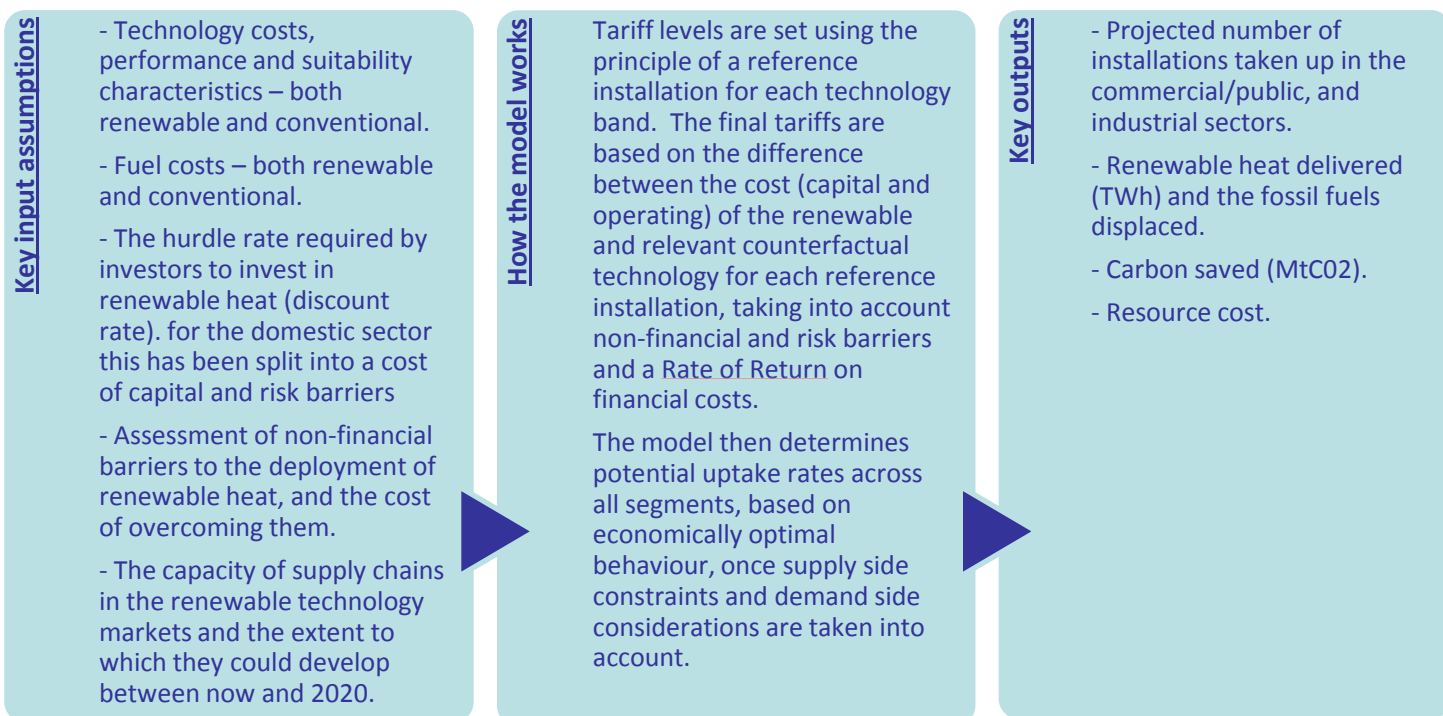 Key input assumptions
- Technology costs,
performance and suitability
characteristics – both
renewable and conventional.
- Fuel costs – both renewable
and conventional.
- The hurdle rate required by
investors to invest in
renewable heat (discount
rate). for the domestic sector
this has been split into a cost
of capital and risk barriers
- Assessment of non-financial
barriers to the deployment of
renewable heat, and the cost
of overcoming them.
- The capacity of supply chains
in the renewable technology
markets and the extent to
which they could develop
between now and 2020.
How the model works
Tariff levels are set using the
principle of a reference
installation for each technology
band.  The final tariffs are
based on the difference
between the cost (capital and
operating) of the renewable
and relevant counterfactual
technology for each reference
installation, taking into account
non-financial and risk barriers
and a Rate of Return on
financial costs.
The model then determines
potential uptake rates across
all segments, based on
economically optimal
behaviour, once supply side
constraints and demand side
considerations are taken into
account.
Key outputs
- Projected number of
installations taken up in the
commercial/public, and
industrial sectors.
- Renewable heat delivered
(TWh) and the fossil fuels
displaced.
- Carbon saved (MtC02).
- Resource cost.